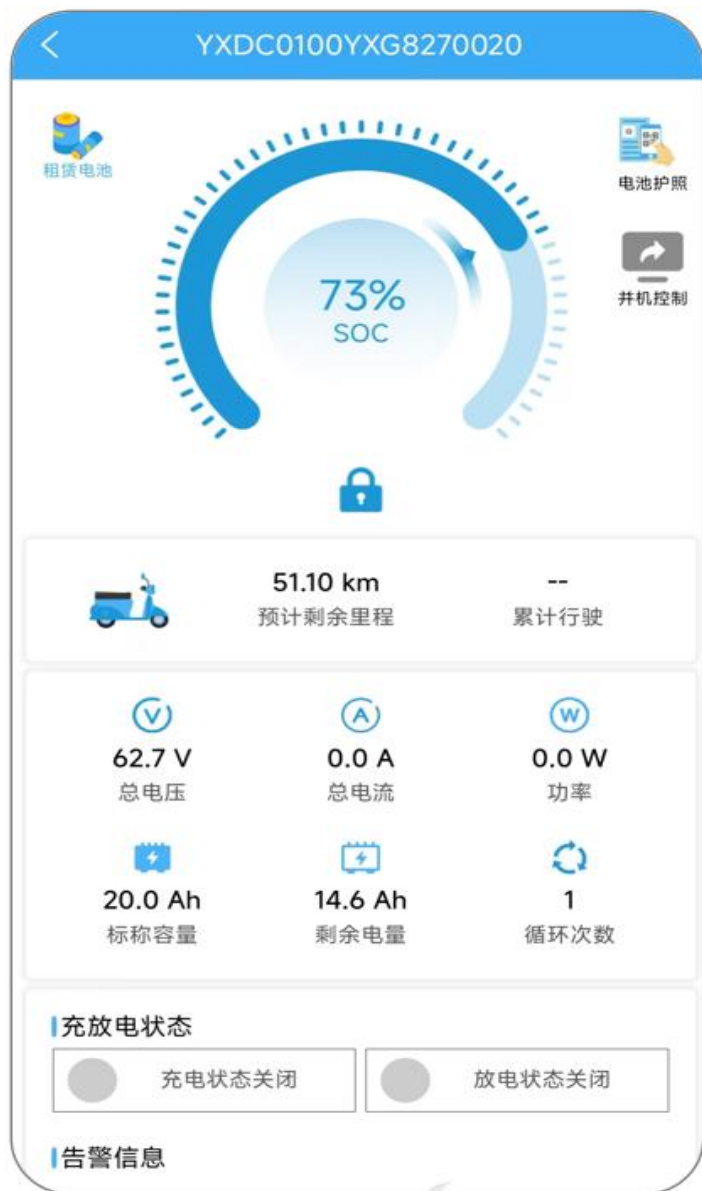 YXDC0100YXG8270020
租赁电池
电池护照
并机控制
73%
SOC
51.10 km
--
预计剩余里程
累计行驶
V
A
W
62.7 V
0.0 A
0.0 W
总电压
总电流
功率
20.0 Ah
14.6 Ah
1
标称容量
剩余电量
循环次数
充放电状态
充电状态关闭
放电状态关闭
告警信息